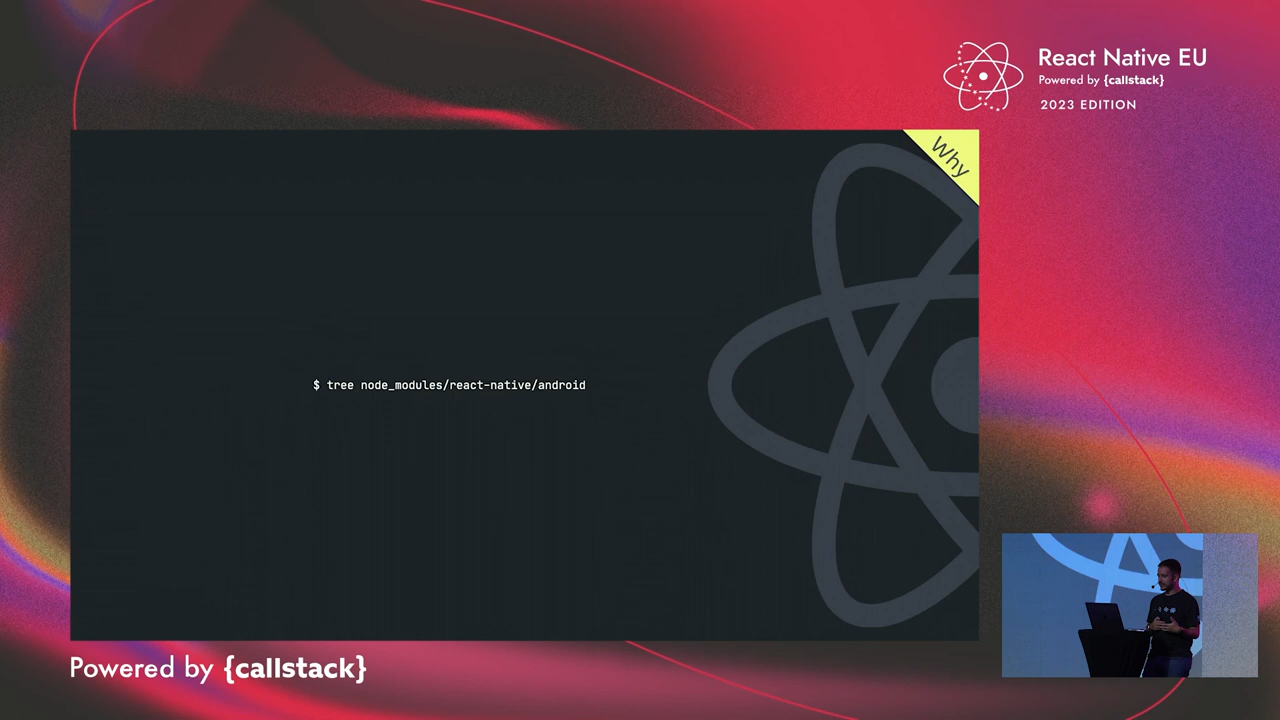 React Native EU
Powered by {callstack}
2023 EDITION
Why
$ tree node_modules/react-native/android
Powered by {callstack}